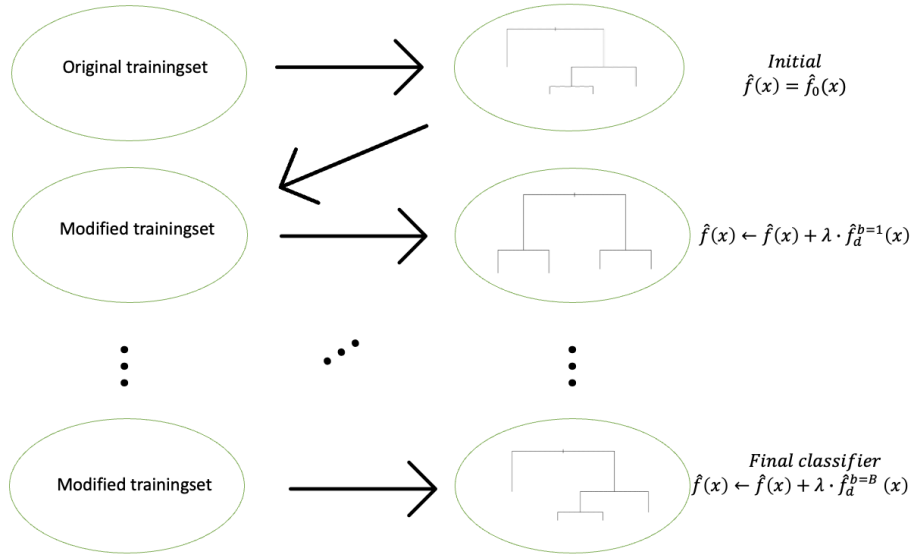 Original trainingset
Initial
f̂(x) = f̂₀(x)
Modified trainingset
f̂(x) ← f̂(x) + λ · f̂_d^{b=1}(x)
Modified trainingset
Final classifier
f̂(x) ← f̂(x) + λ · f̂_d^{b=B} (x)